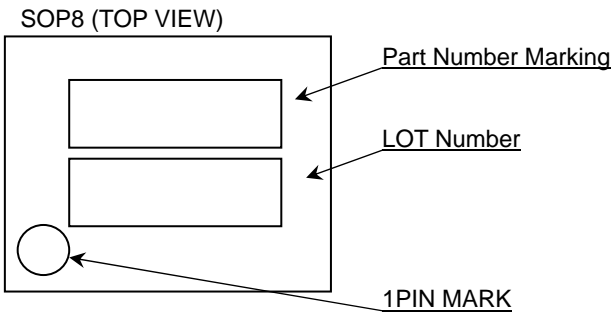 SOP8 (TOP VIEW)
Part Number Marking
LOT Number
1PIN MARK